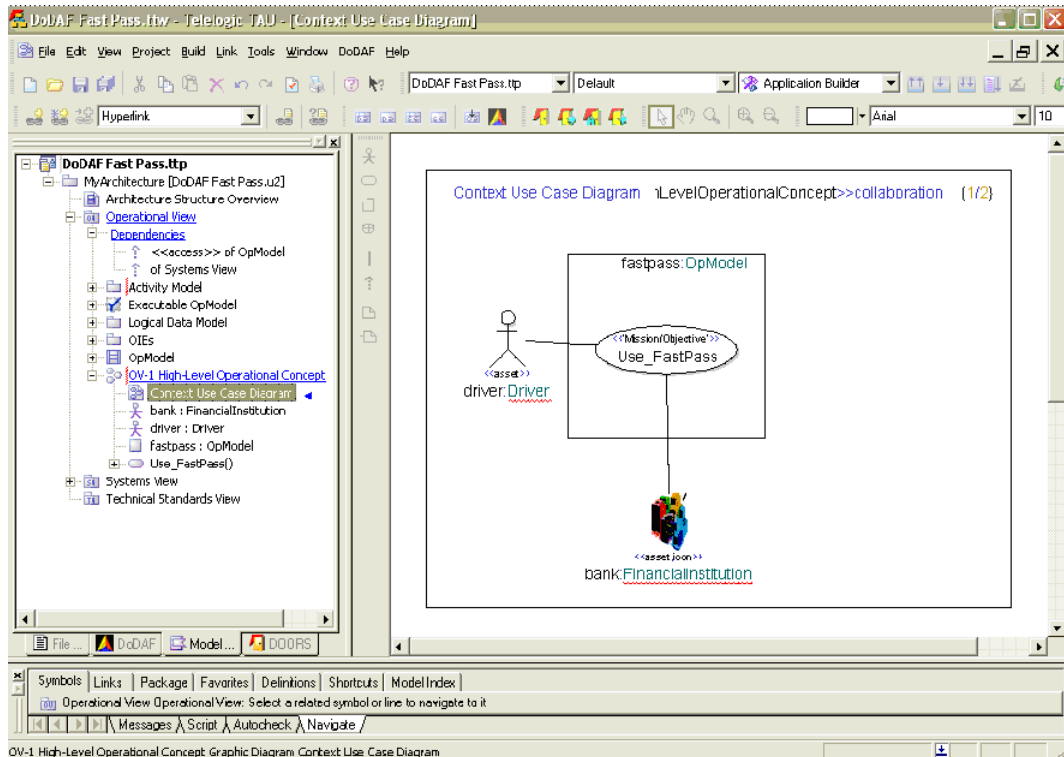 DoDAF Fast Pass.ttw - Telelogic TAU - [Context Use Case Diagram]
File Edit View Project Build Link Tools Window DoDAF Help
DoDAF Fast Pass.ttp Default Application Builder
Hyperlink Arial 10
DoDAF Fast Pass.ttp
MyArchitecture [DoDAF Fast Pass.u2]
Architecture Structure Overview
Operational View
Dependencies
<<access>> of OpModel
of Systems View
Activity Model
Executable OpModel
Logical Data Model
OIEs
OpModel
OV-1 High-Level Operational Concept
Context Use Case Diagram
bank : FinancialInstitution
driver : Driver
fastpass : OpModel
Use_FastPass()
Systems View
Technical Standards View
File ... DoDAF Model ... DOORS
Context Use Case Diagram ıLevelOperationalConcept>>collaboration {1/2}
fastpass:OpModel
<<'Mission/Objective'>>
Use_FastPass
<<asset>>
driver:Driver
<<asset,icon>>
bank:FinancialInstitution
Symbols Links Package Favorites Definitions Shortcuts Model Index
Operational View OperationalView: Select a related symbol or line to navigate to it
Messages Script Autocheck Navigate
OV-1 High-Level Operational Concept Graphic Diagram Context Use Case Diagram